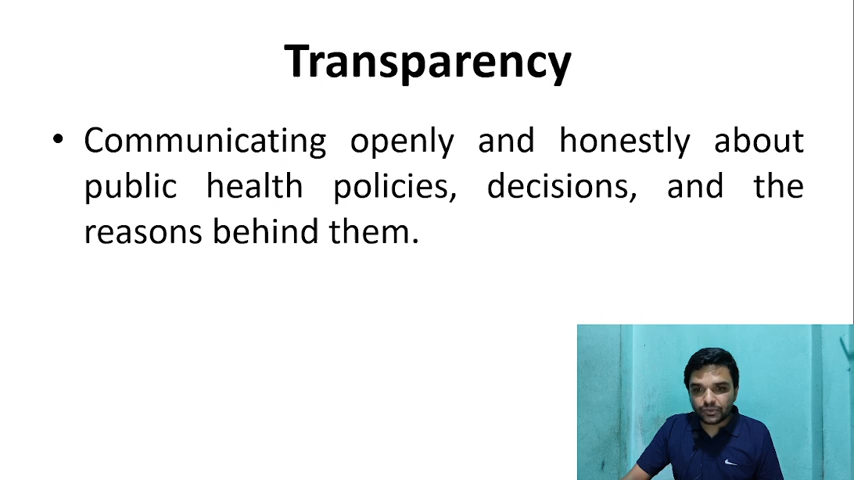 Transparency
• Communicating openly and honestly about
public health policies, decisions, and the
reasons behind them.